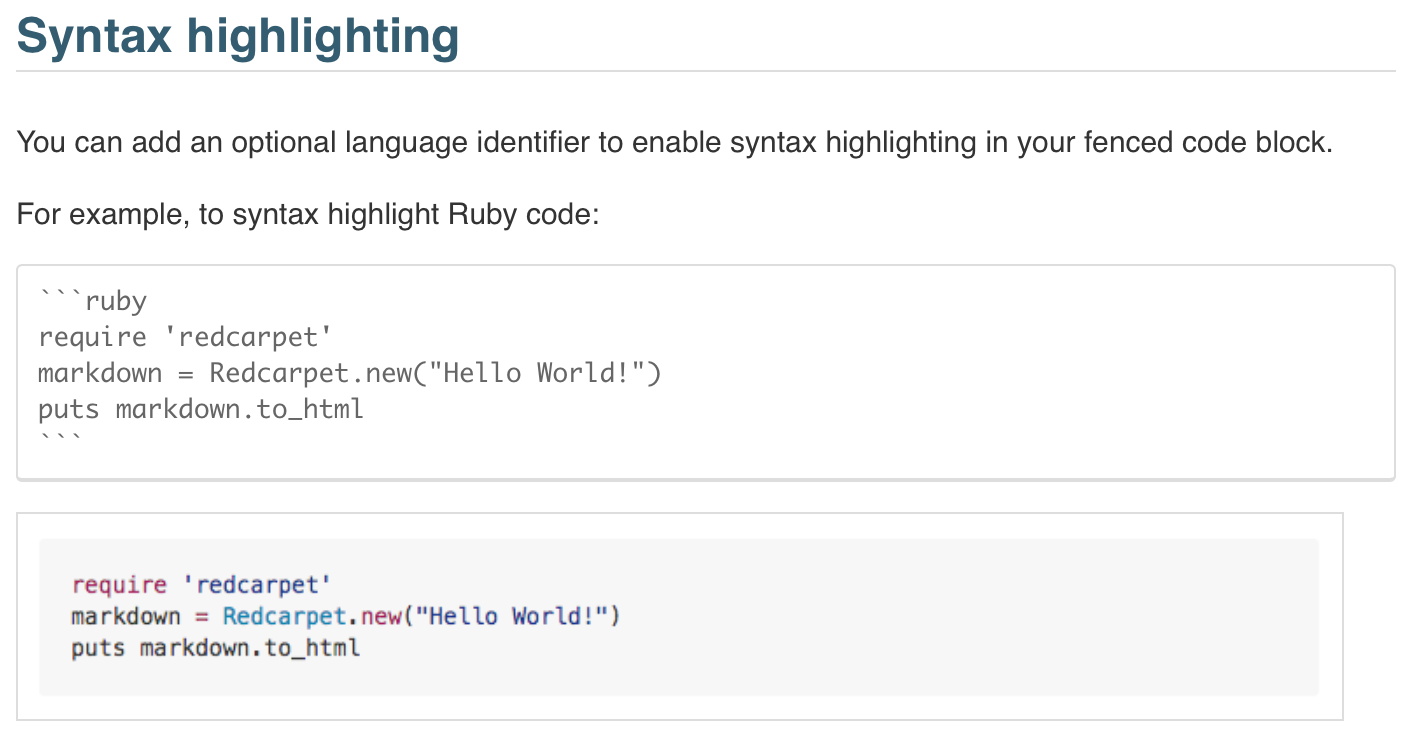 Syntax highlighting
You can add an optional language identifier to enable syntax highlighting in your fenced code block.
For example, to syntax highlight Ruby code:
```ruby
require 'redcarpet'
markdown = Redcarpet.new("Hello World!")
puts markdown.to_html
```
require 'redcarpet'
markdown = Redcarpet.new("Hello World!")
puts markdown.to_html